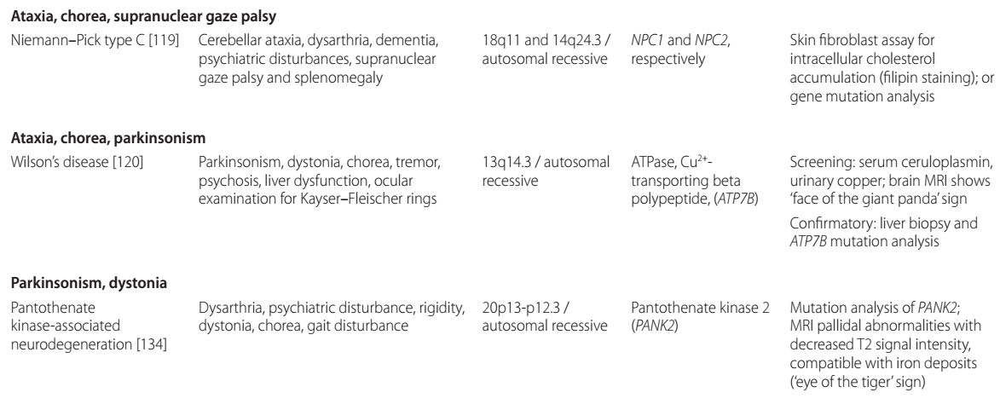 Ataxia, chorea, supranuclear gaze palsy
Niemann–Pick type C [119] Cerebellar ataxia, dysarthria, dementia, 18q11 and 14q24.3 / NPC1 and NPC2, Skin fibroblast assay for
psychiatric disturbances, supranuclear autosomal recessive respectively intracellular cholesterol
gaze palsy and splenomegaly accumulation (filipin staining); or
gene mutation analysis
Ataxia, chorea, parkinsonism
Wilson's disease [120] Parkinsonism, dystonia, chorea, tremor, 13q14.3 / autosomal ATPase, Cu²⁺- Screening: serum ceruloplasmin,
psychosis, liver dysfunction, ocular recessive transporting beta urinary copper; brain MRI shows
examination for Kayser–Fleischer rings polypeptide, (ATP7B) 'face of the giant panda' sign
Confirmatory: liver biopsy and
ATP7B mutation analysis
Parkinsonism, dystonia
Pantothenate Dysarthria, psychiatric disturbance, rigidity, 20p13-p12.3 / Pantothenate kinase 2 Mutation analysis of PANK2;
kinase-associated dystonia, chorea, gait disturbance autosomal recessive (PANK2) MRI pallidal abnormalities with
neurodegeneration [134] decreased T2 signal intensity,
compatible with iron deposits
('eye of the tiger' sign)